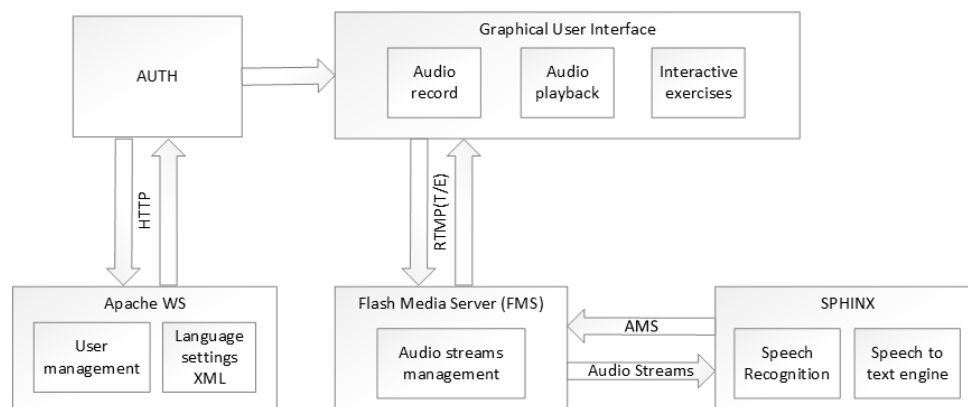 Graphical User Interface
AUTH
Audio
record
Audio
playback
Interactive
exercises
HTTP
RTMP(T/E)
Apache WS
User
management
Language
settings
XML
Flash Media Server (FMS)
Audio streams
management
AMS
Audio Streams
SPHINX
Speech
Recognition
Speech to
text engine